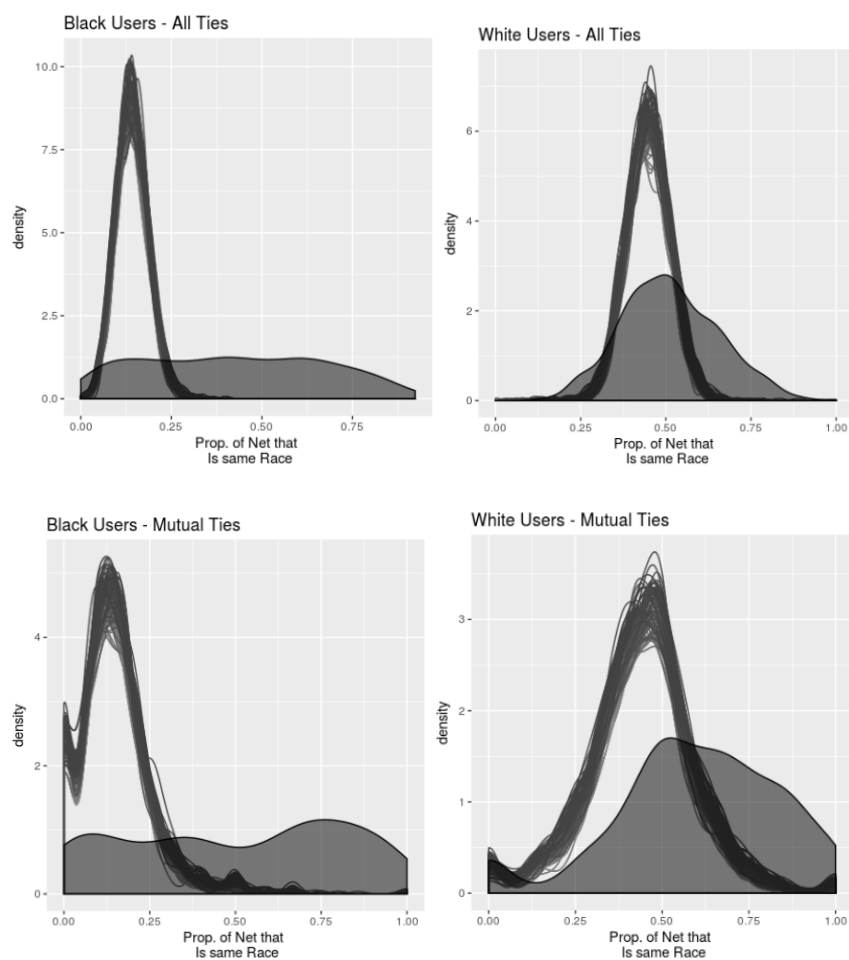 Black Users - All Ties
10.0
7.5
5.0
2.5
0.0
density
0.00 0.25 0.50 0.75
Prop. of Net that
Is same Race
White Users - All Ties
6
4
2
0
density
0.00 0.25 0.50 0.75 1.00
Prop. of Net that
Is same Race
Black Users - Mutual Ties
4
2
0
density
0.00 0.25 0.50 0.75 1.00
Prop. of Net that
Is same Race
White Users - Mutual Ties
3
2
1
0
density
0.00 0.25 0.50 0.75 1.00
Prop. of Net that
Is same Race